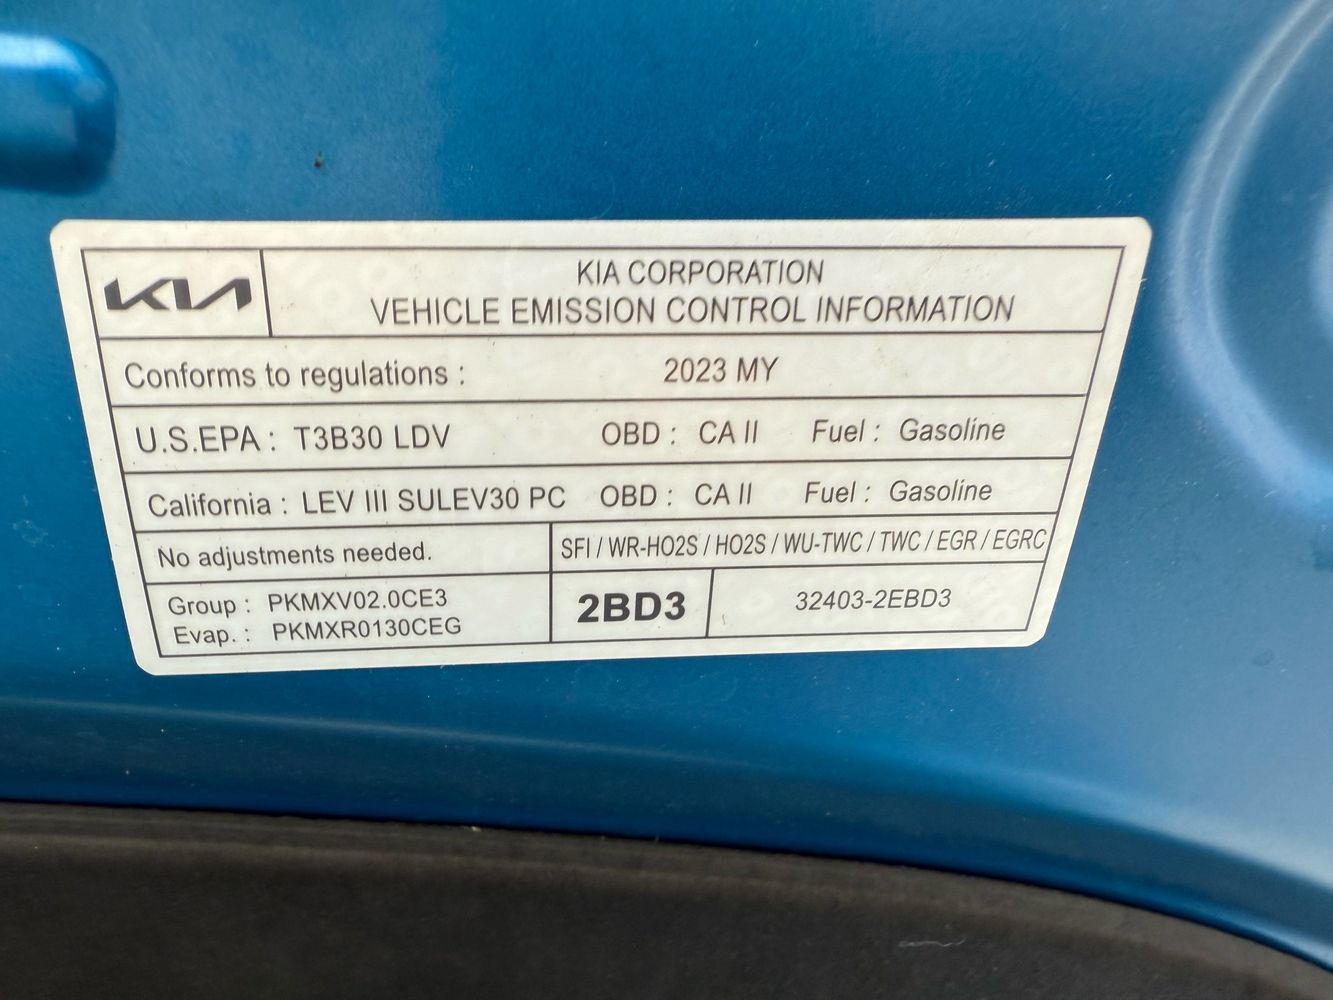 KIA
KIA CORPORATION
VEHICLE EMISSION CONTROL INFORMATION
Conforms to regulations : 2023 MY
U.S.EPA : T3B30 LDV OBD : CA II Fuel : Gasoline
California : LEV III SULEV30 PC OBD : CA II Fuel : Gasoline
No adjustments needed. SFI / WR-HO2S / HO2S / WU-TWC / TWC / EGR / EGRC
Group : PKMXV02.0CE3
Evap. : PKMXR0130CEG
2BD3
32403-2EBD3